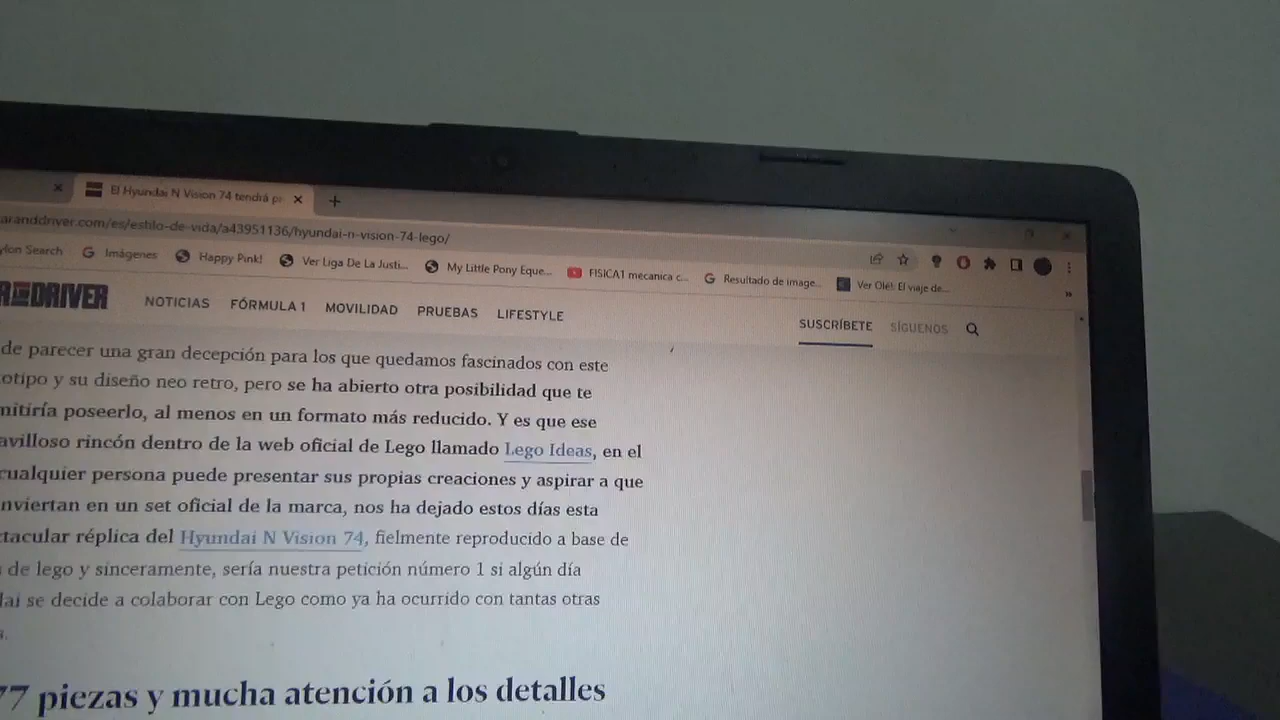 El Hyundai N Vision 74 tendrá
aranddriver.com/es/estilo-de-vida/a43951136/hyundai-n-vision-74-lego/
Search Imágenes Happy Pink! Ver Liga De La Justi... My Little Pony Eque... FISICA1 mecanica c... Resultado de image... Ver Olé!: El viaje de...
DRIVER NOTICIAS FÓRMULA 1 MOVILIDAD PRUEBAS LIFESTYLE SUSCRÍBETE SÍGUENOS
de parecer una gran decepción para los que quedamos fascinados con este
otipo y su diseño neo retro, pero se ha abierto otra posibilidad que te
mitiría poseerlo, al menos en un formato más reducido. Y es que ese
avilloso rincón dentro de la web oficial de Lego llamado Lego Ideas, en el
cualquier persona puede presentar sus propias creaciones y aspirar a que
nviertan en un set oficial de la marca, nos ha dejado estos días esta
ctacular réplica del Hyundai N Vision 74, fielmente reproducido a base de
de lego y sinceramente, sería nuestra petición número 1 si algún día
dai se decide a colaborar con Lego como ya ha ocurrido con tantas otras
s.
77 piezas y mucha atención a los detalles